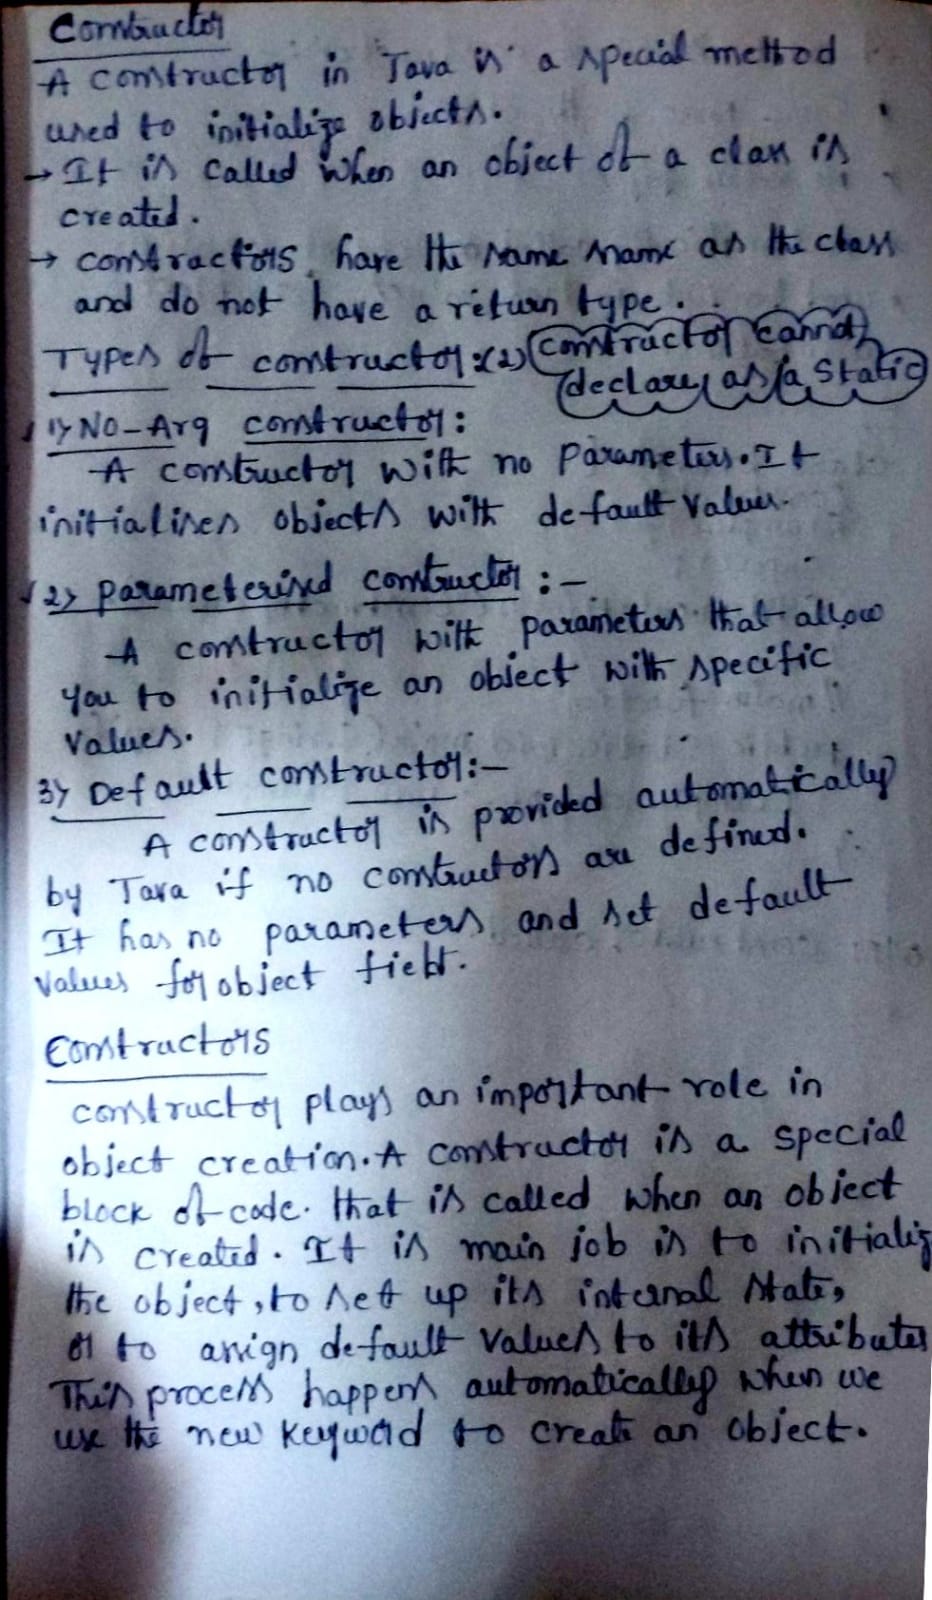 Constructor
A constructor in Java is a special method
used to initialize objects.
→ It is called when an object of a class is
created.
→ constractors have the same name as the class
and do not have a return type.
Types of constructor:(2) constructor cannot
declare as a static
1) NO-Arg constructor:
A constructor with no parameters. It
initialises objects with default values.
2) parameterised constructor :-
A constructor with parameters that allow
you to initialize an object with specific
values.
3) Default constructor:-
A constructor is provided automatically
by Java if no constructors are defined.
It has no parameters and set default
values for object field.
Constructors
constructor plays an important role in
object creation. A constructor is a special
block of code. that is called when an object
is created. It is main job is to initializ
the object, to set up its internal state,
or to assign default values to its attributes
This process happens automatically when we
use the new keyword to create an object.